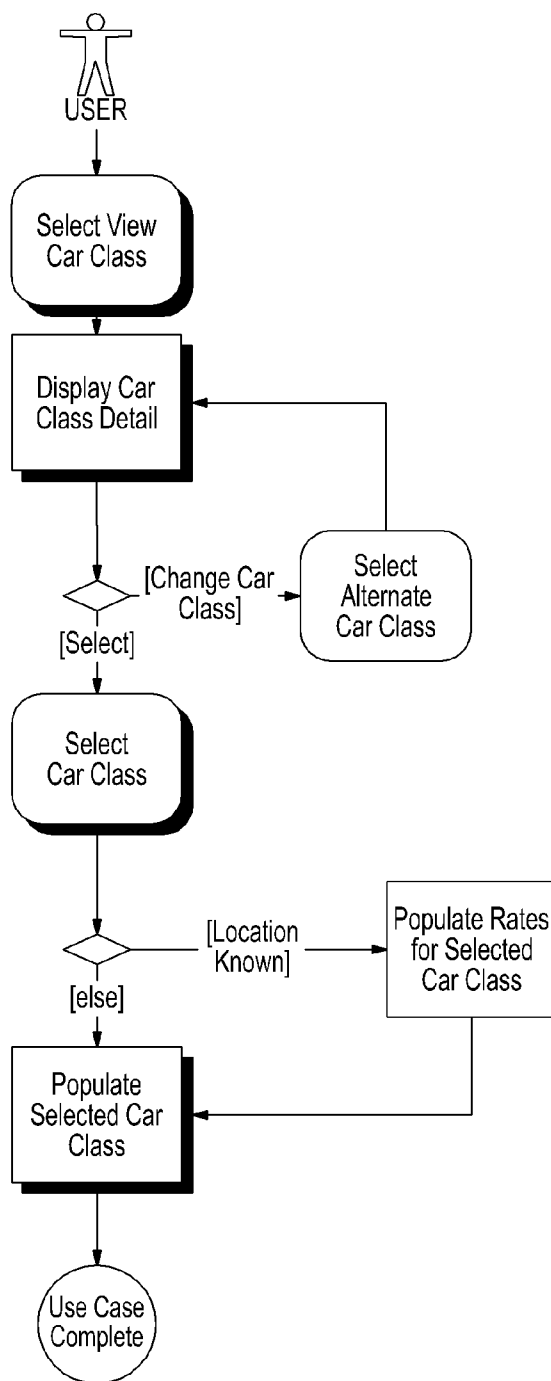 USER
Select View
Car Class
Display Car
Class Detail
[Change Car
Class]
Select
Alternate
Car Class
[Select]
Select
Car Class
[Location
Known]
Populate Rates
for Selected
Car Class
[else]
Populate
Selected Car
Class
Use Case
Complete